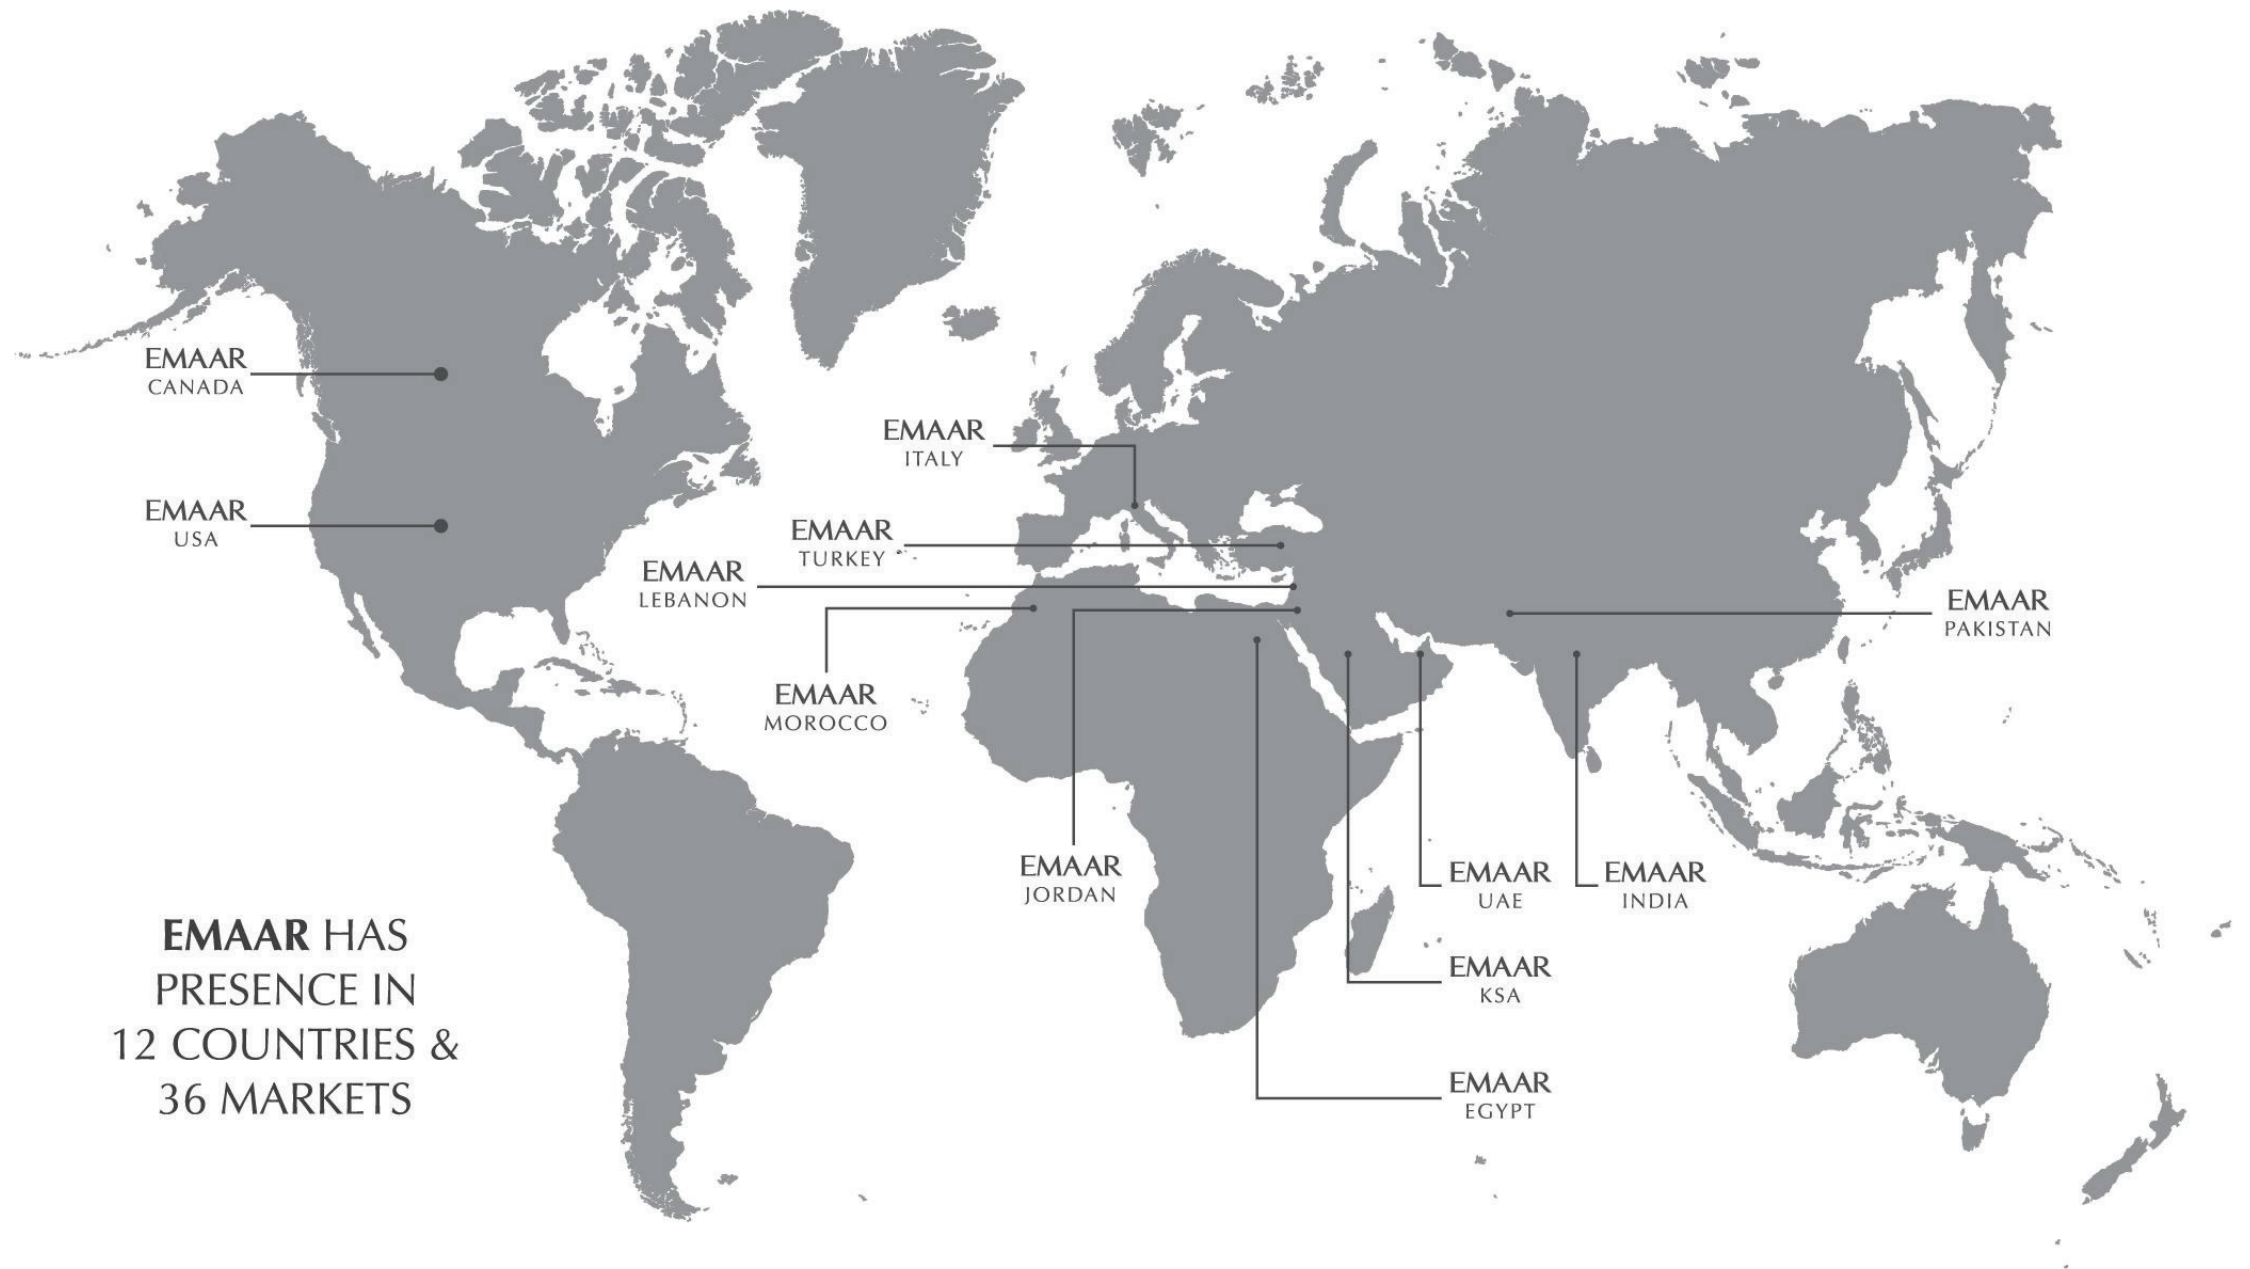 EMAAR
CANADA
EMAAR
USA
EMAAR
ITALY
EMAAR
TURKEY
EMAAR
LEBANON
EMAAR
MOROCCO
EMAAR
JORDAN
EMAAR
PAKISTAN
EMAAR
UAE
EMAAR
INDIA
EMAAR
KSA
EMAAR
EGYPT
EMAAR HAS
PRESENCE IN
12 COUNTRIES &
36 MARKETS